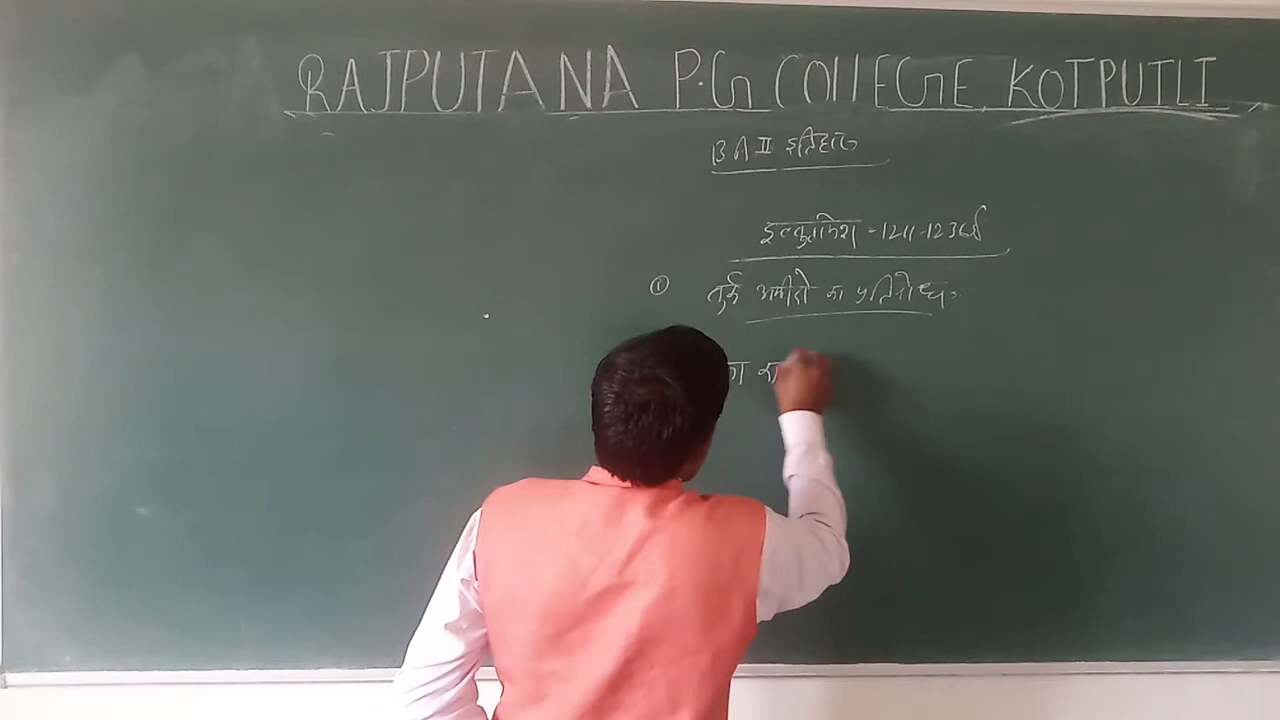 RAJPUTANA P.G COLLEGE KOTPUTLI
BA II इतिहास
इल्तुतमिश = 1211-1236ई
① तुर्क अमीरो का प्रतिरोध :-
का